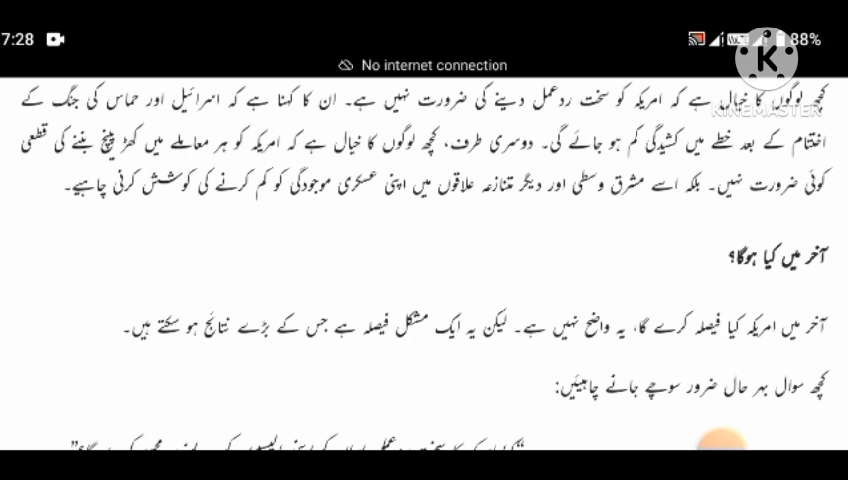 7:28
88%
No internet connection
K
KINEMASTER
کچھ لوگوں کا خیال ہے کہ امریکہ کو سخت ردعمل دینے کی ضرورت نہیں ہے۔ ان کا کہنا ہے کہ اسرائیل اور حماس کی جنگ کے
اختتام کے بعد خطے میں کشیدگی کم ہو جائے گی۔ دوسری طرف، کچھ لوگوں کا خیال ہے کہ امریکہ کو ہر معاملے میں کھڑ پینچ بننے کی قطعی
کوئی ضرورت نہیں۔ بلکہ اسے مشرق وسطی اور دیگر متنازعہ علاقوں میں اپنی عسکری موجودگی کو کم کرنے کی کوشش کرنی چاہیے۔
آخر میں کیا ہوگا؟
آخر میں امریکہ کیا فیصلہ کرے گا، یہ واضح نہیں ہے۔ لیکن یہ ایک مشکل فیصلہ ہے جس کے بڑے نتائج ہو سکتے ہیں۔
کچھ سوال بہر حال ضرور سوچے جانے چاہیئیں: